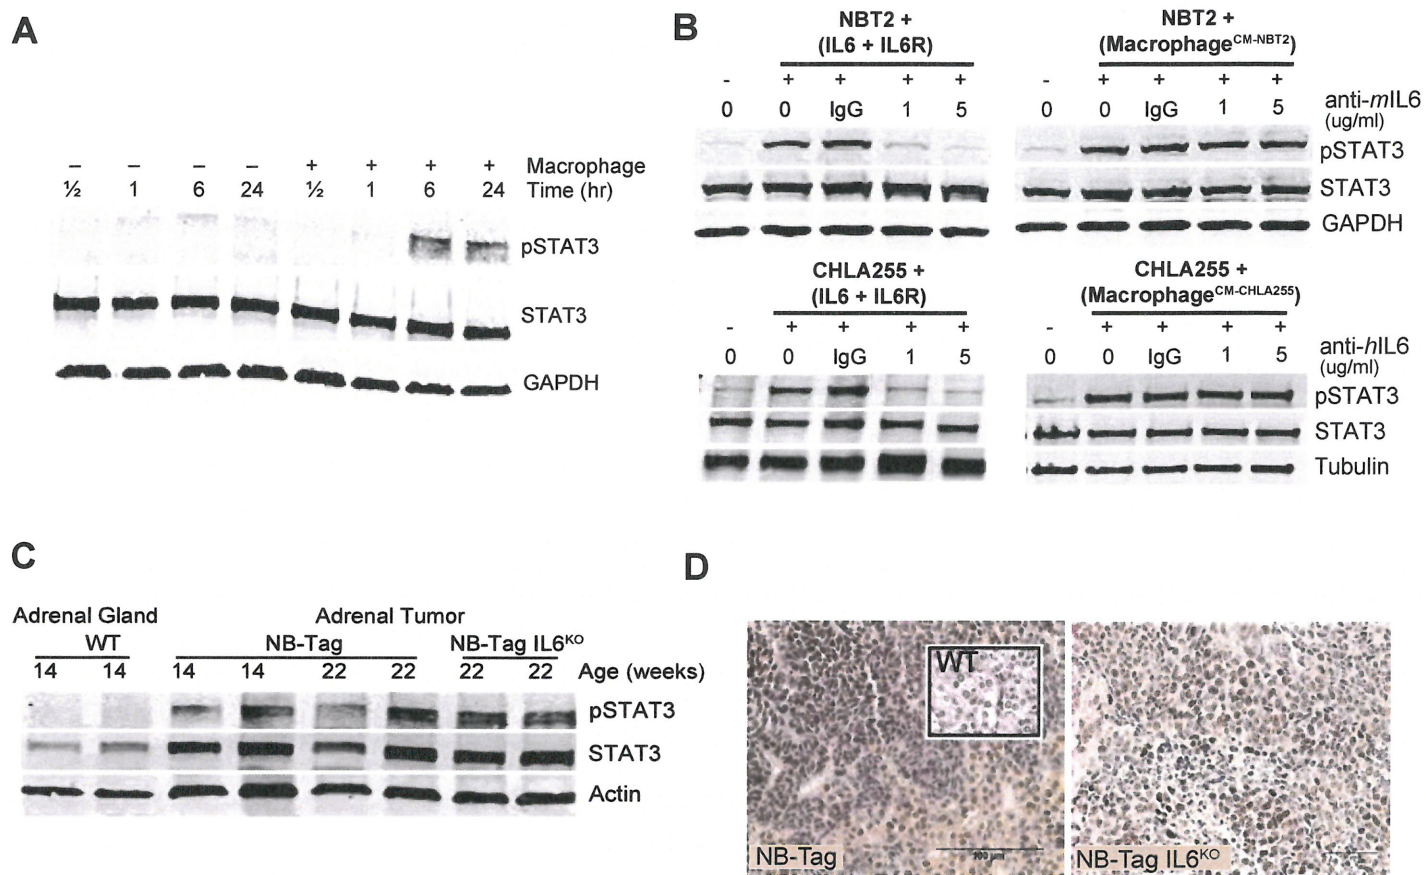 A
– – – – + + + + Macrophage
½ 1 6 24 ½ 1 6 24 Time (hr)
pSTAT3
STAT3
GAPDH
B
NBT2 +
(IL6 + IL6R)
- + + + +
0 0 IgG 1 5
NBT2 +
(Macrophage^CM-NBT2)
- + + + +
0 0 IgG 1 5 anti-mIL6
(ug/ml)
pSTAT3
STAT3
GAPDH
CHLA255 +
(IL6 + IL6R)
- + + + +
0 0 IgG 1 5
CHLA255 +
(Macrophage^CM-CHLA255)
- + + + +
0 0 IgG 1 5 anti-hIL6
(ug/ml)
pSTAT3
STAT3
Tubulin
C
Adrenal Gland Adrenal Tumor
WT NB-Tag NB-Tag IL6^KO
14 14 14 14 22 22 22 22 Age (weeks)
pSTAT3
STAT3
Actin
D
WT
NB-Tag
100 µm
NB-Tag IL6^KO